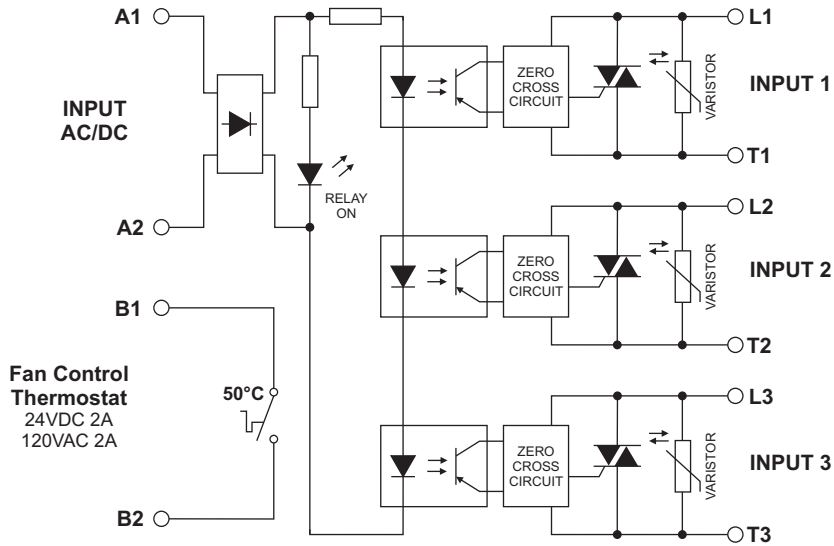 A1
INPUT
AC/DC
A2
RELAY
ON
B1
Fan Control
Thermostat
24VDC 2A
120VAC 2A
50°C
B2
ZERO
CROSS
CIRCUIT
VARISTOR
L1
INPUT 1
T1
ZERO
CROSS
CIRCUIT
VARISTOR
L2
INPUT 2
T2
ZERO
CROSS
CIRCUIT
VARISTOR
L3
INPUT 3
T3